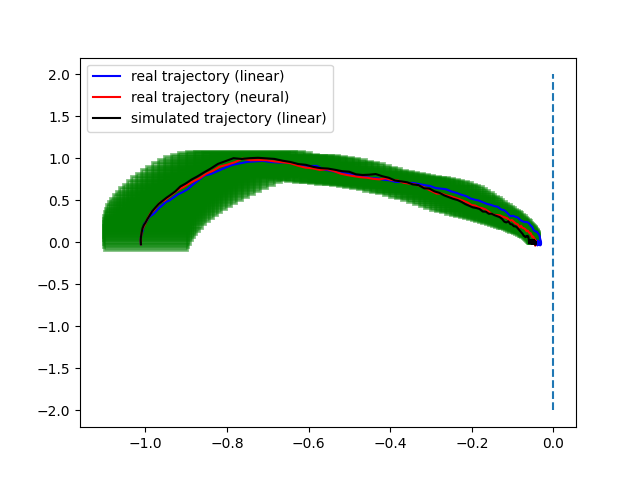 real trajectory (linear)
real trajectory (neural)
simulated trajectory (linear)
2.0
1.5
1.0
0.5
0.0
−0.5
−1.0
−1.5
−2.0
−1.0 −0.8 −0.6 −0.4 −0.2 0.0